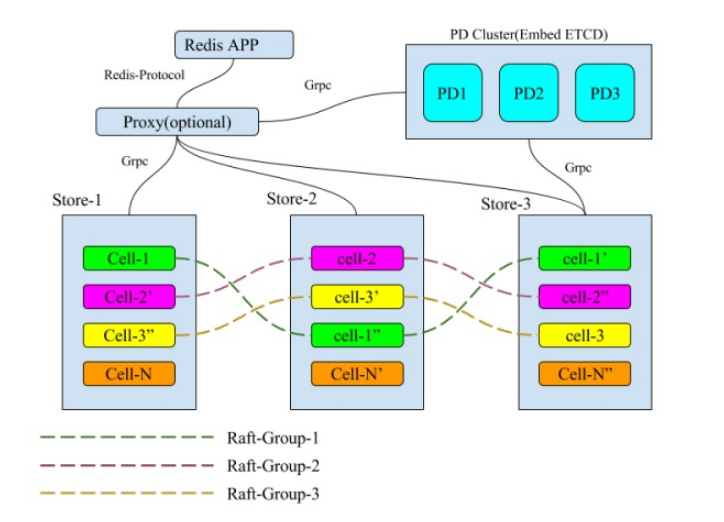 Redis APP
PD Cluster(Embed ETCD)
Redis-Protocol
Grpc
PD1
PD2
PD3
Proxy(optional)
Grpc
Grpc
Store-1
Store-2
Store-3
Cell-1
cell-2
cell-1’
Cell-2’
cell-3’
cell-2”
Cell-3”
cell-1”
cell-3
Cell-N
Cell-N’
Cell-N”
Raft-Group-1
Raft-Group-2
Raft-Group-3